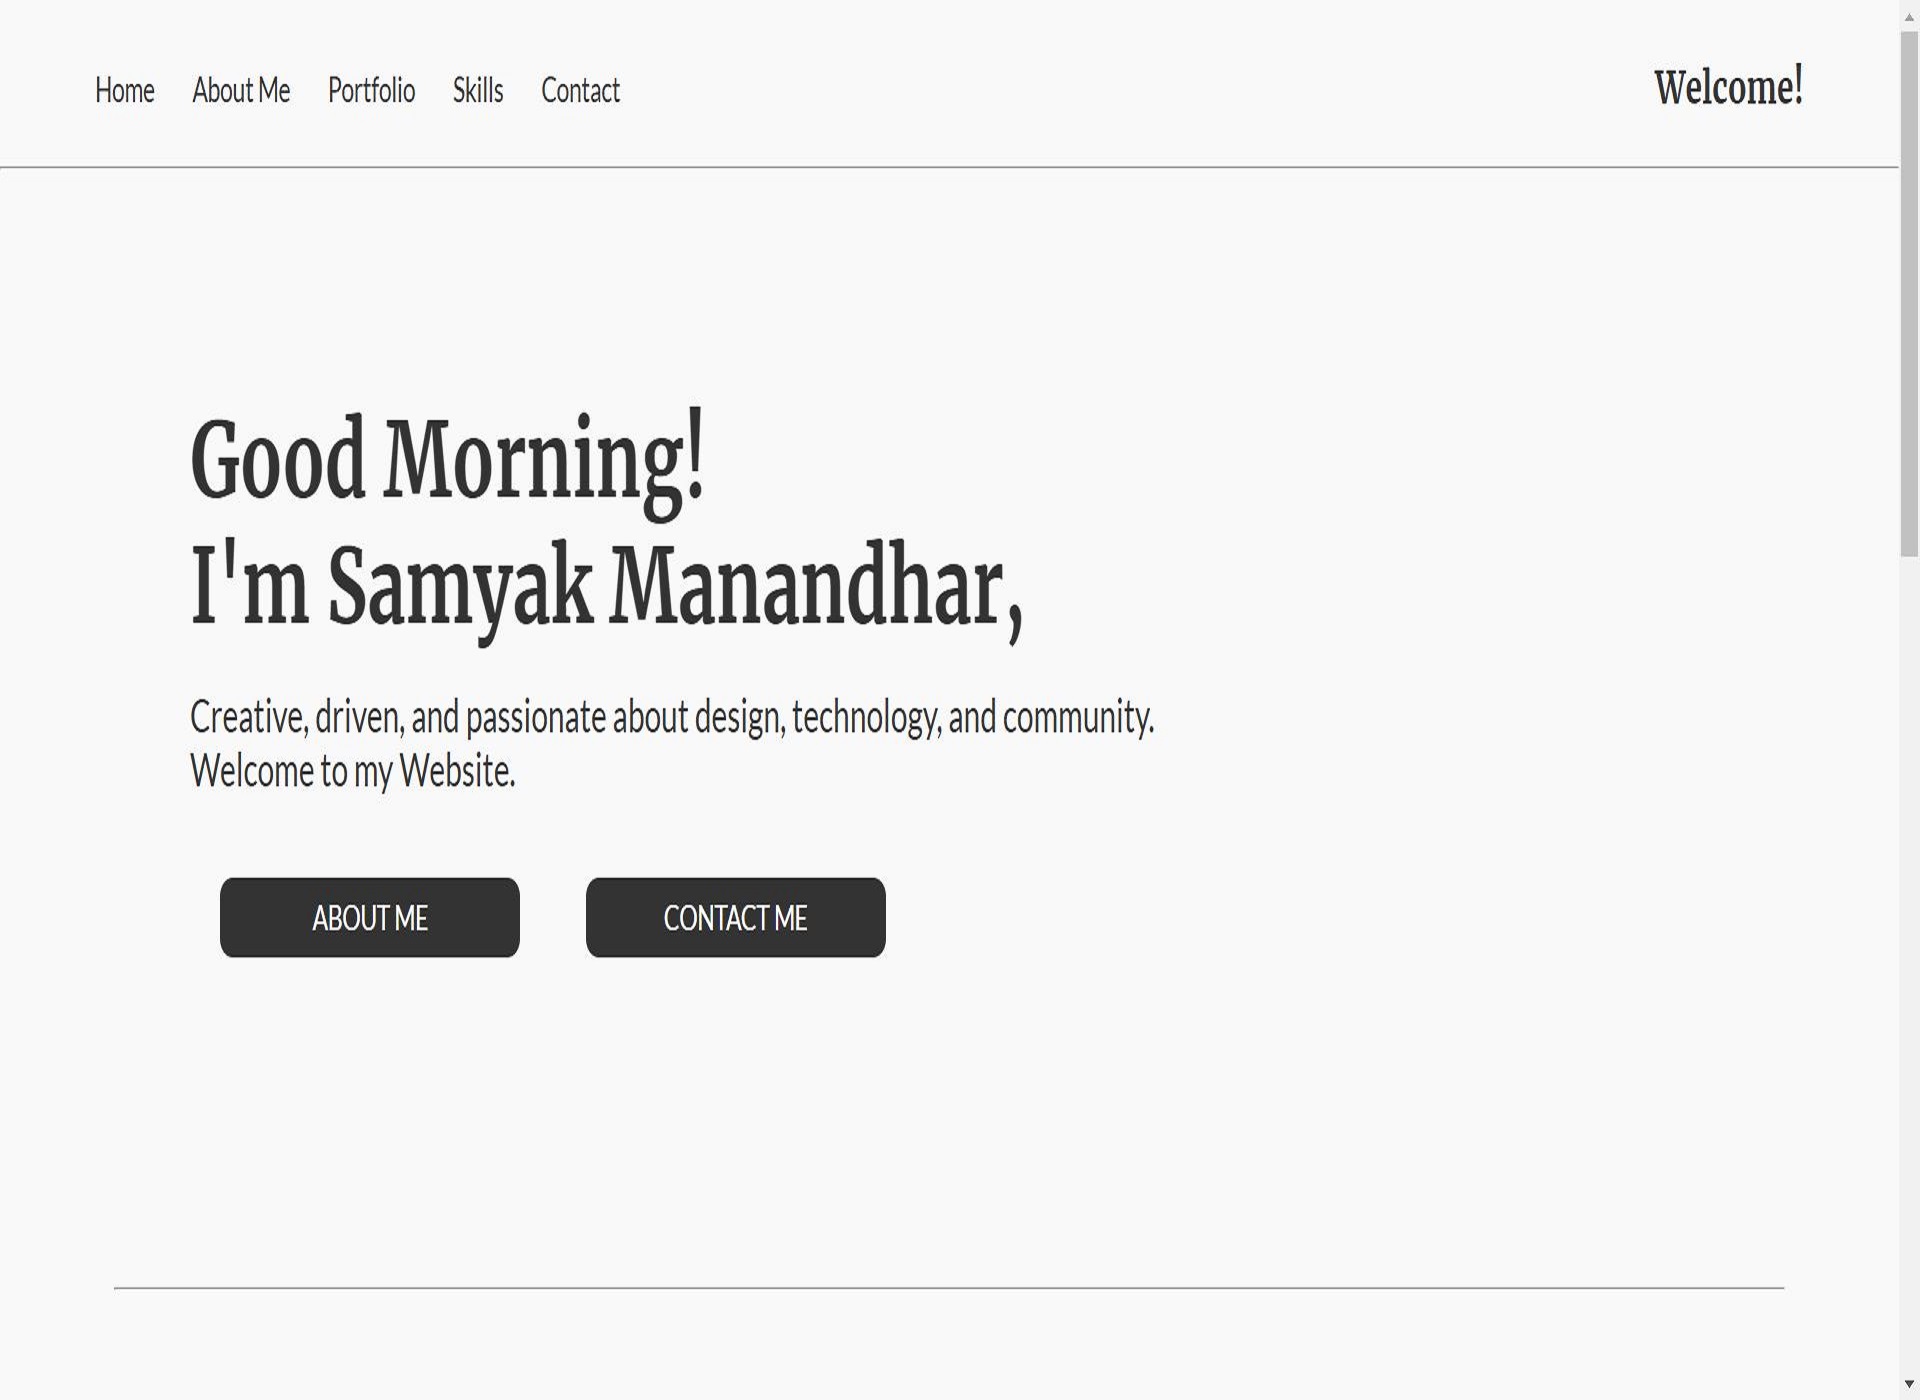 Home About Me Portfolio Skills Contact Welcome!
Good Morning!
I'm Samyak Manandhar,
Creative, driven, and passionate about design, technology, and community.
Welcome to my Website.
ABOUT ME CONTACT ME